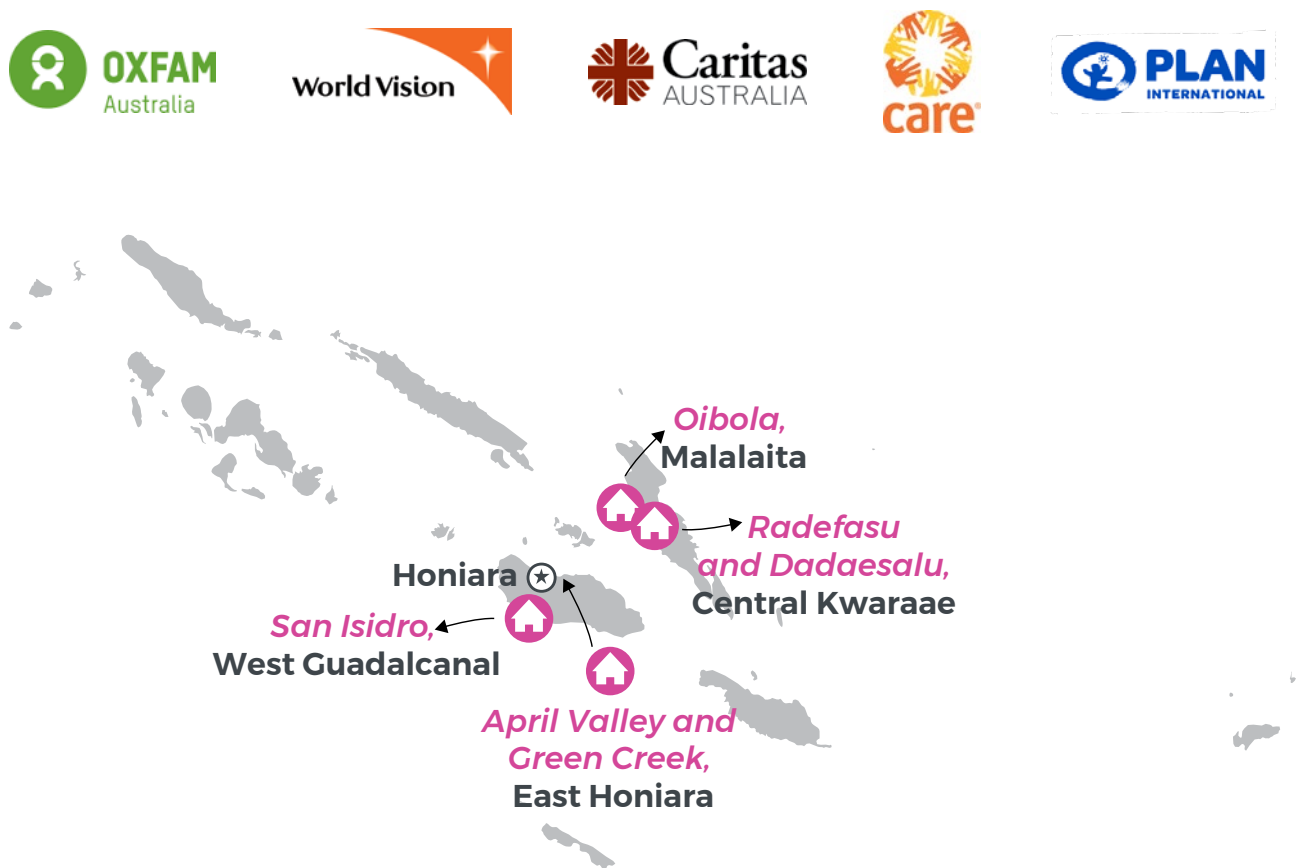 OXFAM
Australia
World Vision
Caritas
AUSTRALIA
care®
PLAN
INTERNATIONAL
Oibola,
Malalaita
Radefasu
and Dadaesalu,
Central Kwaraae
Honiara
San Isidro,
West Guadalcanal
April Valley and
Green Creek,
East Honiara